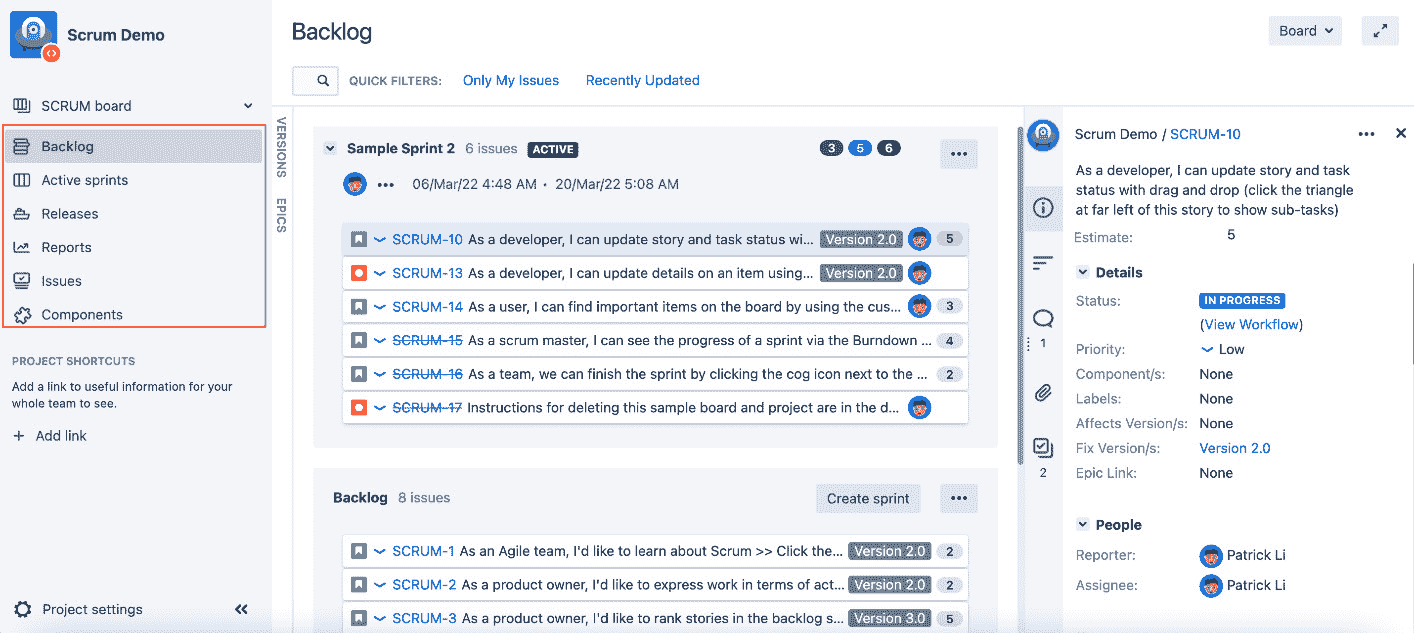 Scrum Demo
SCRUM board
Backlog
Active sprints
Releases
Reports
Issues
Components
PROJECT SHORTCUTS
Add a link to useful information for your
whole team to see.
+ Add link
Project settings
Backlog
Board
QUICK FILTERS: Only My Issues Recently Updated
VERSIONS
EPICS
Sample Sprint 2 6 issues ACTIVE 3 5 6 •••
••• 06/Mar/22 4:48 AM • 20/Mar/22 5:08 AM
SCRUM-10 As a developer, I can update story and task status wi... Version 2.0 5
SCRUM-13 As a developer, I can update details on an item using... Version 2.0
SCRUM-14 As a user, I can find important items on the board by using the cus... 3
SCRUM-15 As a scrum master, I can see the progress of a sprint via the Burndown ... 4
SCRUM-16 As a team, we can finish the sprint by clicking the cog icon next to the ... 2
SCRUM-17 Instructions for deleting this sample board and project are in the d...
Backlog 8 issues Create sprint •••
SCRUM-1 As an Agile team, I'd like to learn about Scrum >> Click the... Version 2.0 2
SCRUM-2 As a product owner, I'd like to express work in terms of act... Version 2.0 2
SCRUM-3 As a product owner, I'd like to rank stories in the backlog s... Version 3.0 5
1
2
Scrum Demo / SCRUM-10 •••
As a developer, I can update story and task
status with drag and drop (click the triangle
at far left of this story to show sub-tasks)
Estimate: 5
Details
Status: IN PROGRESS
(View Workflow)
Priority: Low
Component/s: None
Labels: None
Affects Version/s: None
Fix Version/s: Version 2.0
Epic Link: None
People
Reporter: Patrick Li
Assignee: Patrick Li